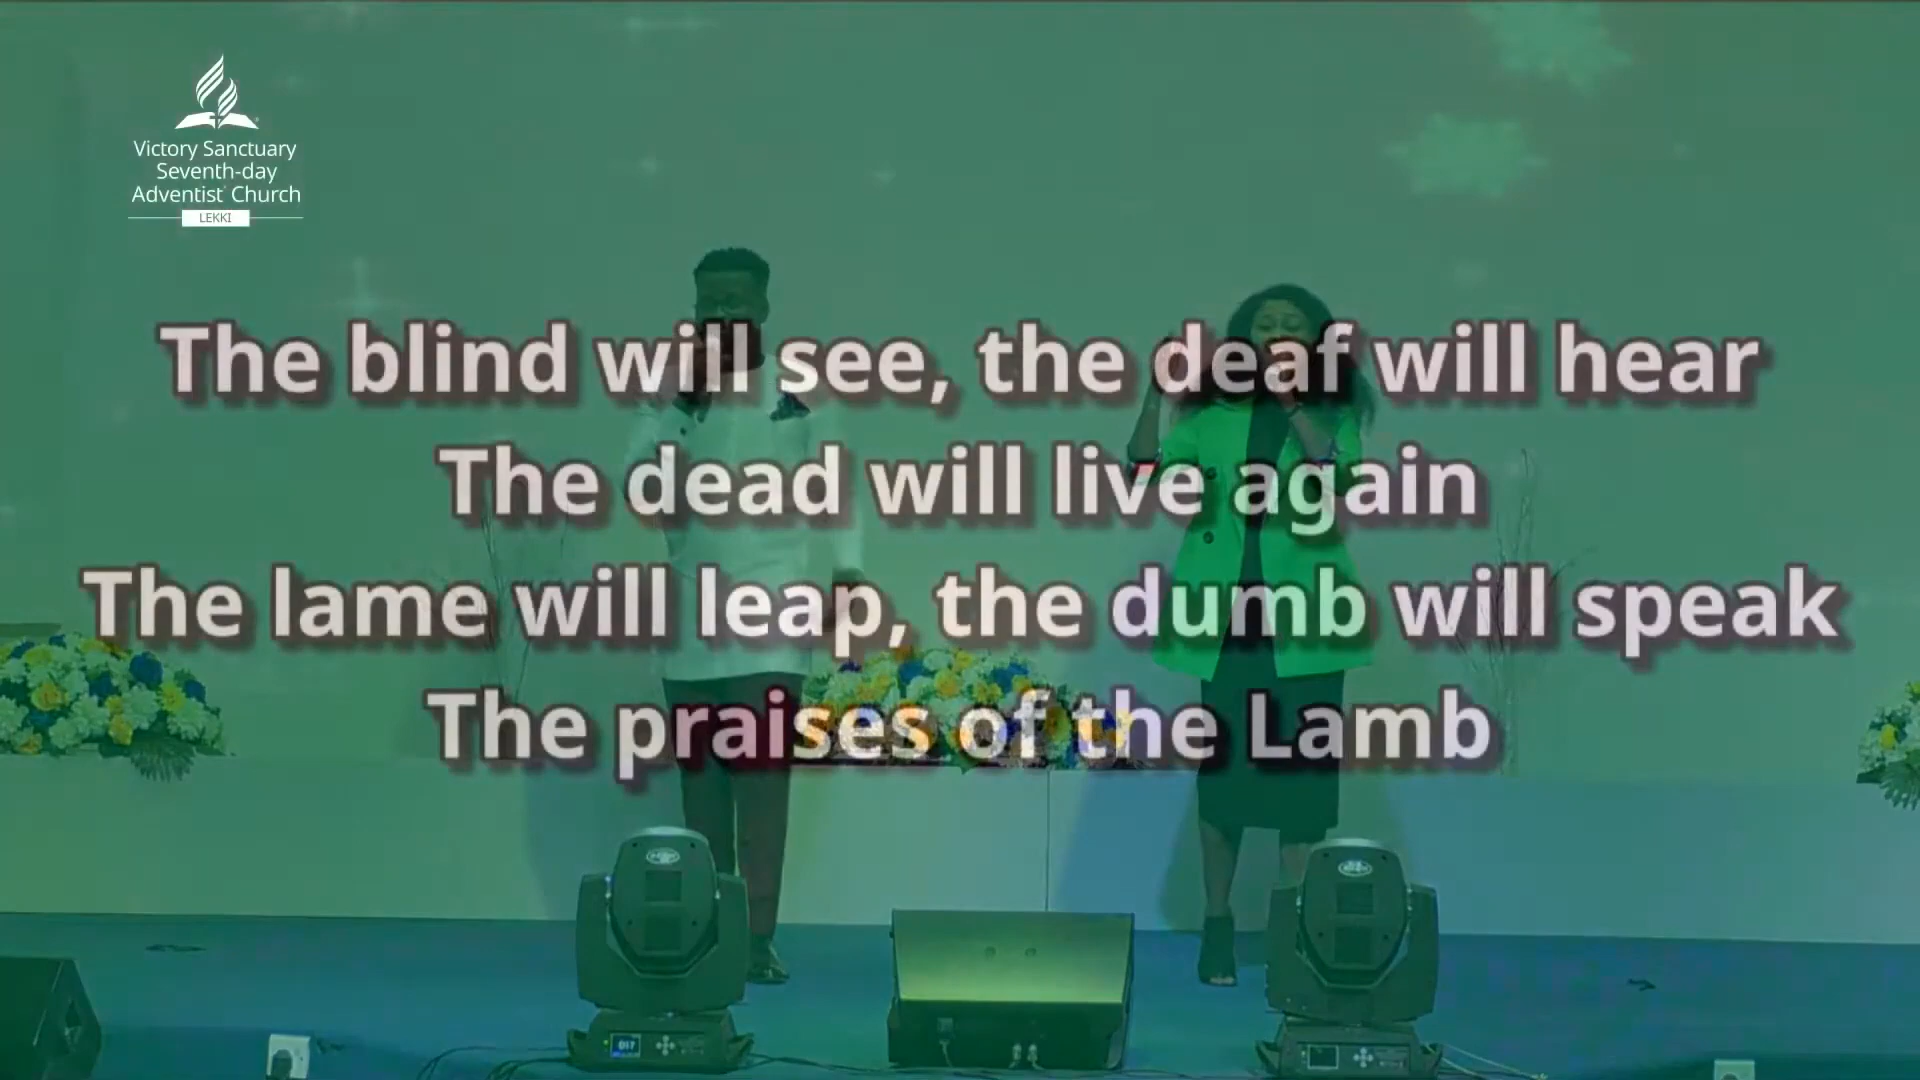 Victory Sanctuary
Seventh-day
Adventist Church
LEKKI
The blind will see, the deaf will hear
The dead will live again
The lame will leap, the dumb will speak
The praises of the Lamb